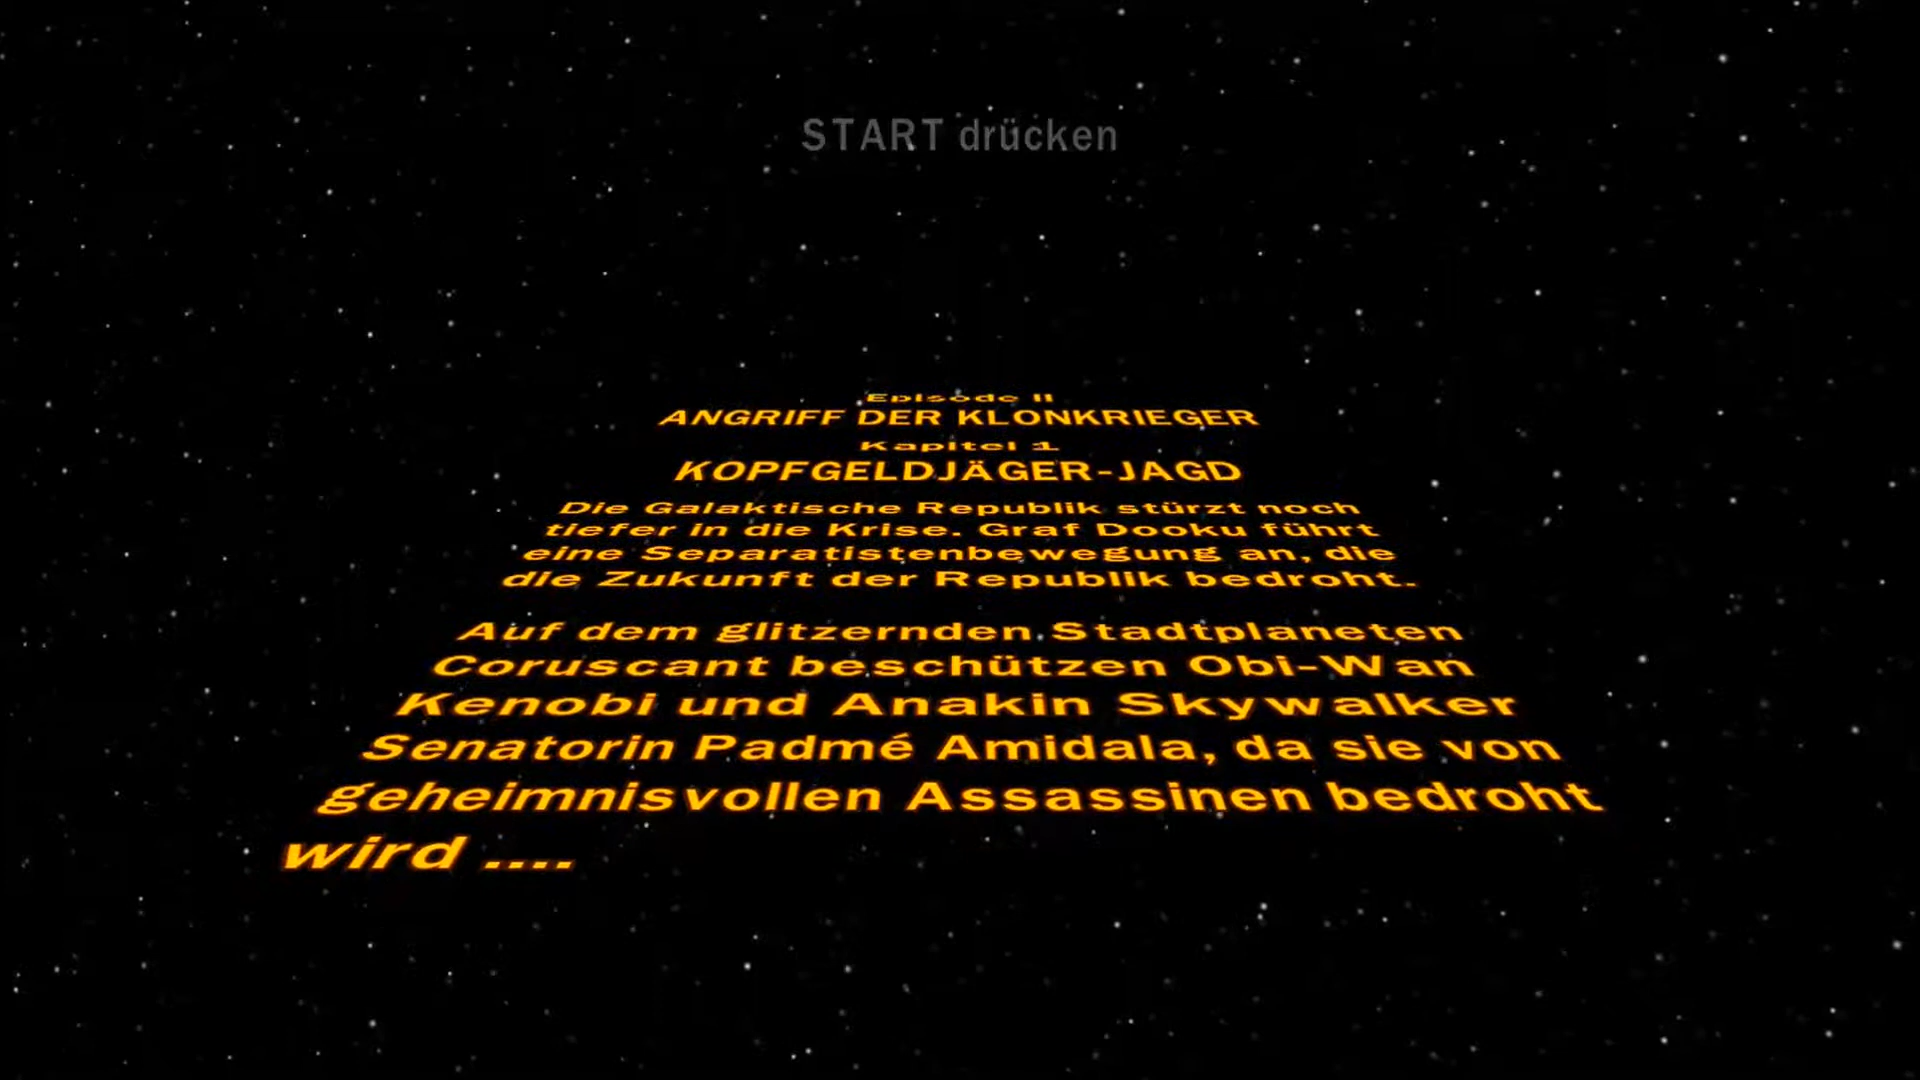 START drücken
Episode II
ANGRIFF DER KLONKRIEGER
Kapitel 1
KOPFGELDJÄGER-JAGD
Die Galaktische Republik stürzt noch
tiefer in die Krise. Graf Dooku führt
eine Separatistenbewegung an, die
die Zukunft der Republik bedroht.
Auf dem glitzernden Stadtplaneten
Coruscant beschützen Obi-Wan
Kenobi und Anakin Skywalker
Senatorin Padmé Amidala, da sie von
geheimnisvollen Assassinen bedroht
wird ....